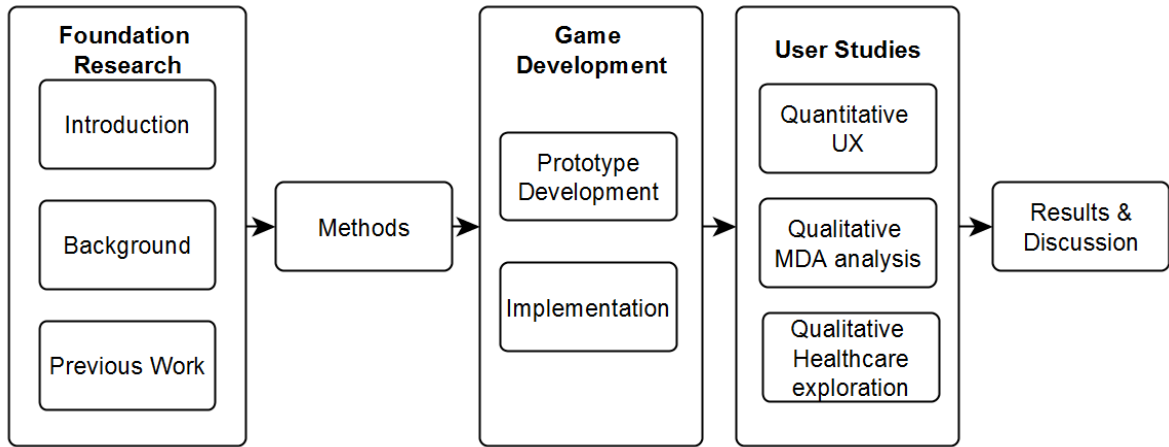 Foundation
Research
Introduction
Background
Previous Work
Methods
Game
Development
Prototype
Development
Implementation
User Studies
Quantitative
UX
Qualitative
MDA analysis
Qualitative
Healthcare
exploration
Results &
Discussion